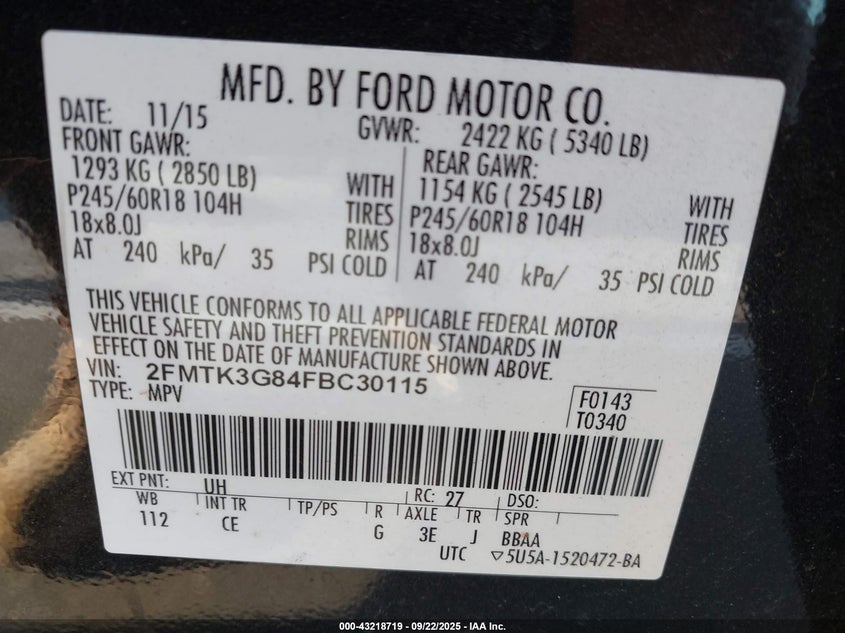 MFD. BY FORD MOTOR CO.
DATE: 11/15 GVWR: 2422 KG ( 5340 LB)
FRONT GAWR: REAR GAWR:
1293 KG ( 2850 LB) WITH 1154 KG ( 2545 LB) WITH
P245/60R18 104H TIRES P245/60R18 104H TIRES
18x8.0J RIMS 18x8.0J RIMS
AT 240 kPa/ 35 PSI COLD AT 240 kPa/ 35 PSI COLD
THIS VEHICLE CONFORMS TO ALL APPLICABLE FEDERAL MOTOR
VEHICLE SAFETY AND THEFT PREVENTION STANDARDS IN
EFFECT ON THE DATE OF MANUFACTURE SHOWN ABOVE.
VIN: 2FMTK3G84FBC30115
TYPE: MPV F0143
T0340
EXT PNT: UH RC: 27 DSO:
WB INT TR TP/PS R AXLE TR SPR
112 CE G 3E J BBAA
UTC ▽5U5A-1520472-BA
000-43218719 - 09/22/2025 - IAA Inc.